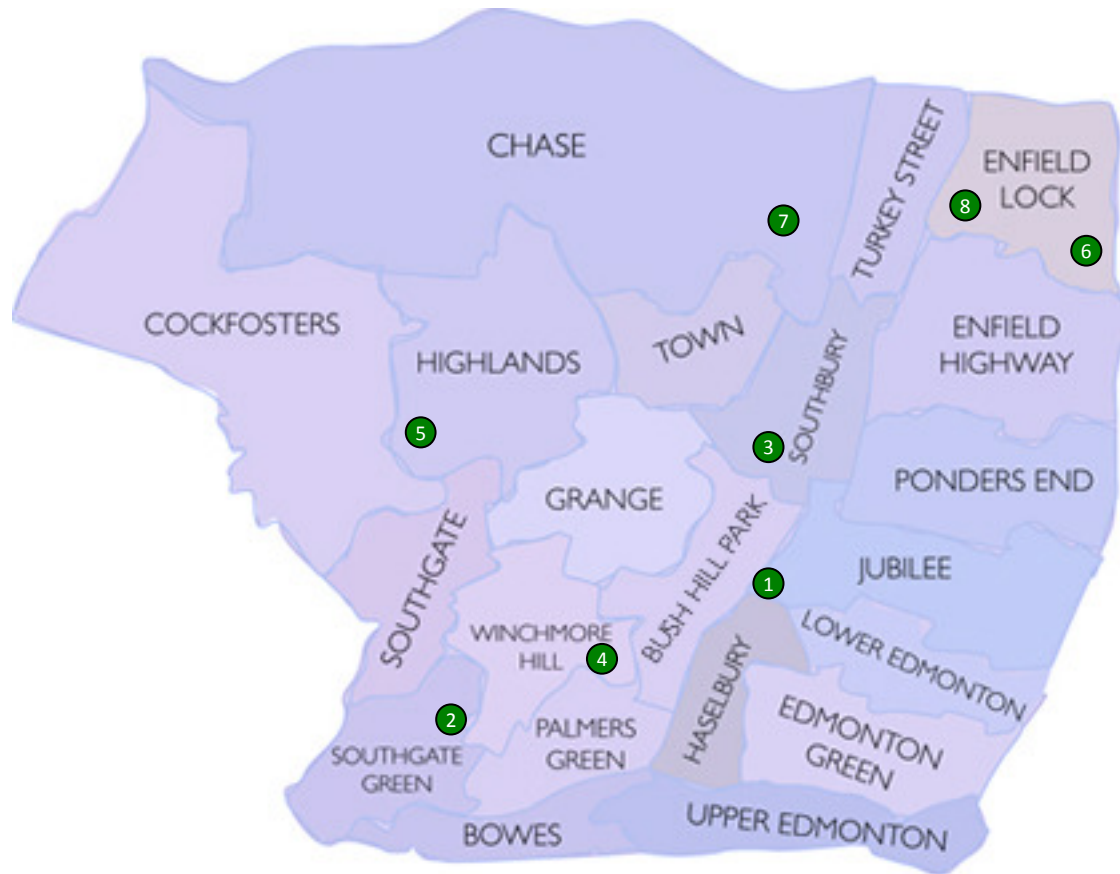 CHASE
TURKEY STREET
ENFIELD
LOCK
8
7
6
COCKFOSTERS
HIGHLANDS
TOWN
SOUTHBURY
ENFIELD
HIGHWAY
5
3
GRANGE
PONDERS END
SOUTHGATE
BUSH HILL PARK
JUBILEE
1
WINCHMORE
HILL
4
HASELBURY
LOWER EDMONTON
2
SOUTHGATE
GREEN
PALMERS
GREEN
EDMONTON
GREEN
BOWES
UPPER EDMONTON